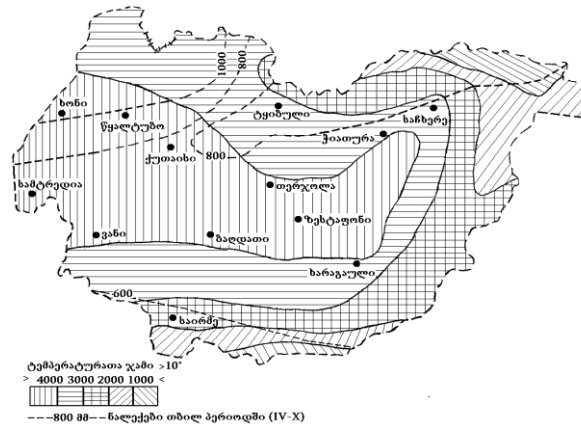 1000
800
ხონი
წყალტუბო
ტყიბული
საჩხერე
ჭიათურა
ქუთაისი
800
სამტრედია
თერჯოლა
ზესტაფონი
ვანი
ბაღდათი
ხარაგაული
600
საირმე
ტემპერატურათა ჯამი >10°
> 4000 3000 2000 1000 <
---800 მმ--ნალექები თბილ პერიოდში (IV-X)